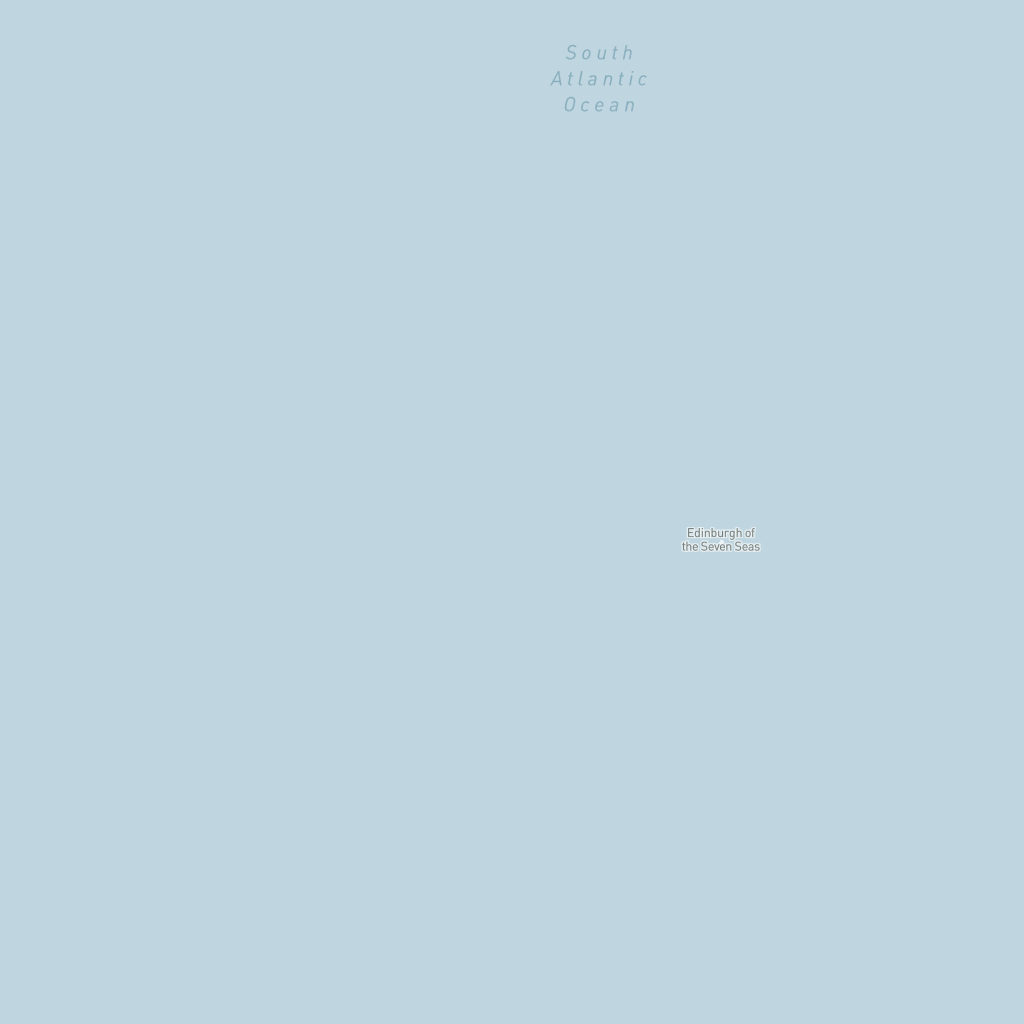 South
Atlantic
Ocean
Edinburgh of
the Seven Seas